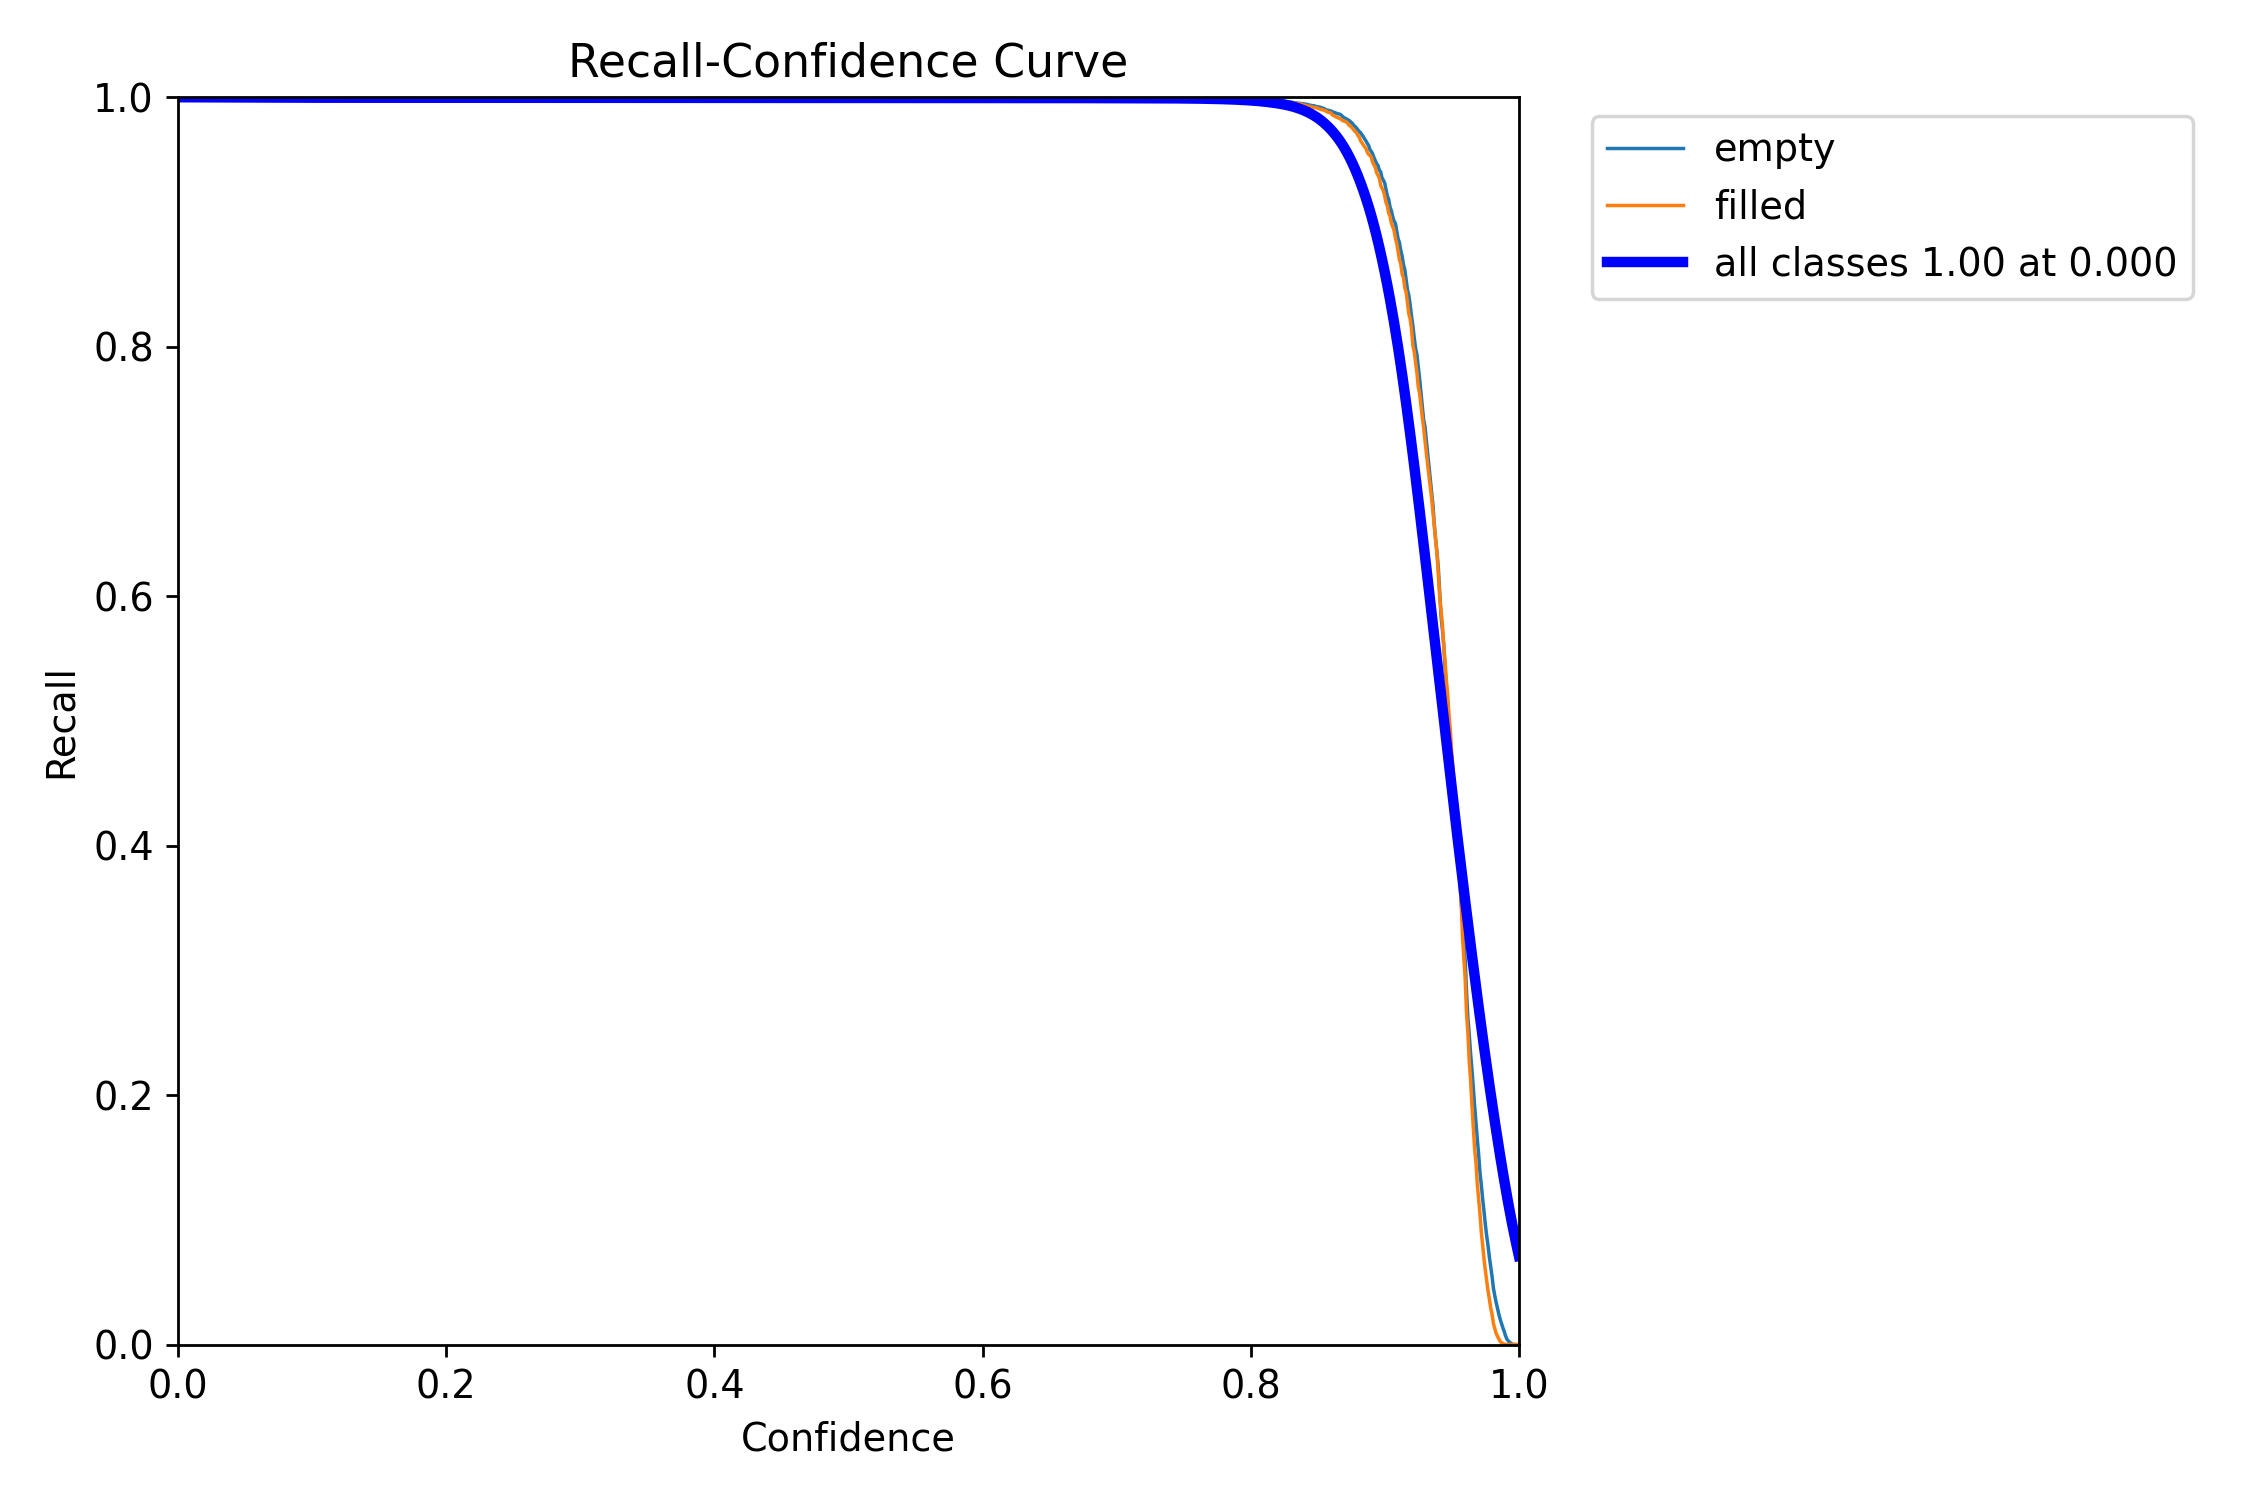 Recall-Confidence Curve
1.0
0.8
0.6
0.4
0.2
0.0
Recall
0.0 0.2 0.4 0.6 0.8 1.0
Confidence
empty
filled
all classes 1.00 at 0.000